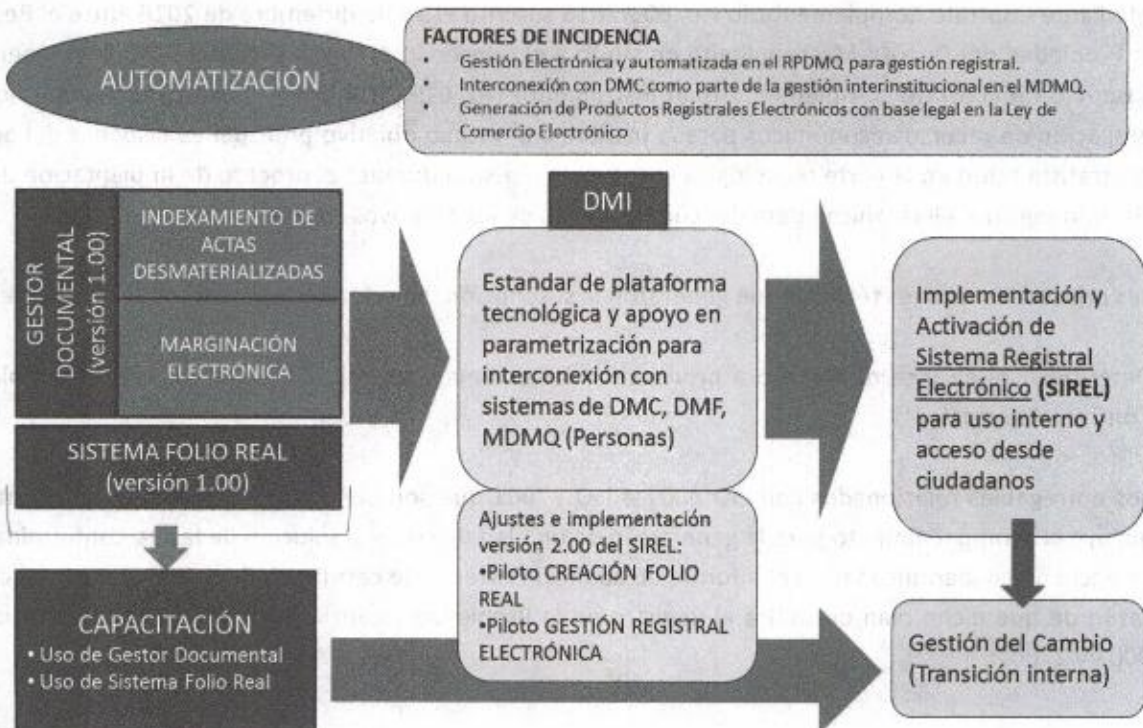 AUTOMATIZACIÓN
FACTORES DE INCIDENCIA
• Gestión Electrónica y automatizada en el RPDMQ para gestión registral.
• Interconexión con DMC como parte de la gestión interinstitucional en el MDMQ.
• Generación de Productos Registrales Electrónicos con base legal en la Ley de
Comercio Electrónico
GESTOR
DOCUMENTAL
(versión 1.00)
INDEXAMIENTO DE
ACTAS
DESMATERIALIZADAS
MARGINACIÓN
ELECTRÓNICA
SISTEMA FOLIO REAL
(versión 1.00)
CAPACITACIÓN
• Uso de Gestor Documental
• Uso de Sistema Folio Real
DMI
Estandar de plataforma
tecnológica y apoyo en
parametrización para
interconexión con
sistemas de DMC, DMF,
MDMQ (Personas)
Ajustes e implementación
versión 2.00 del SIREL:
•Piloto CREACIÓN FOLIO
REAL
•Piloto GESTIÓN REGISTRAL
ELECTRÓNICA
Implementación y
Activación de
Sistema Registral
Electrónico (SIREL)
para uso interno y
acceso desde
ciudadanos
Gestión del Cambio
(Transición interna)